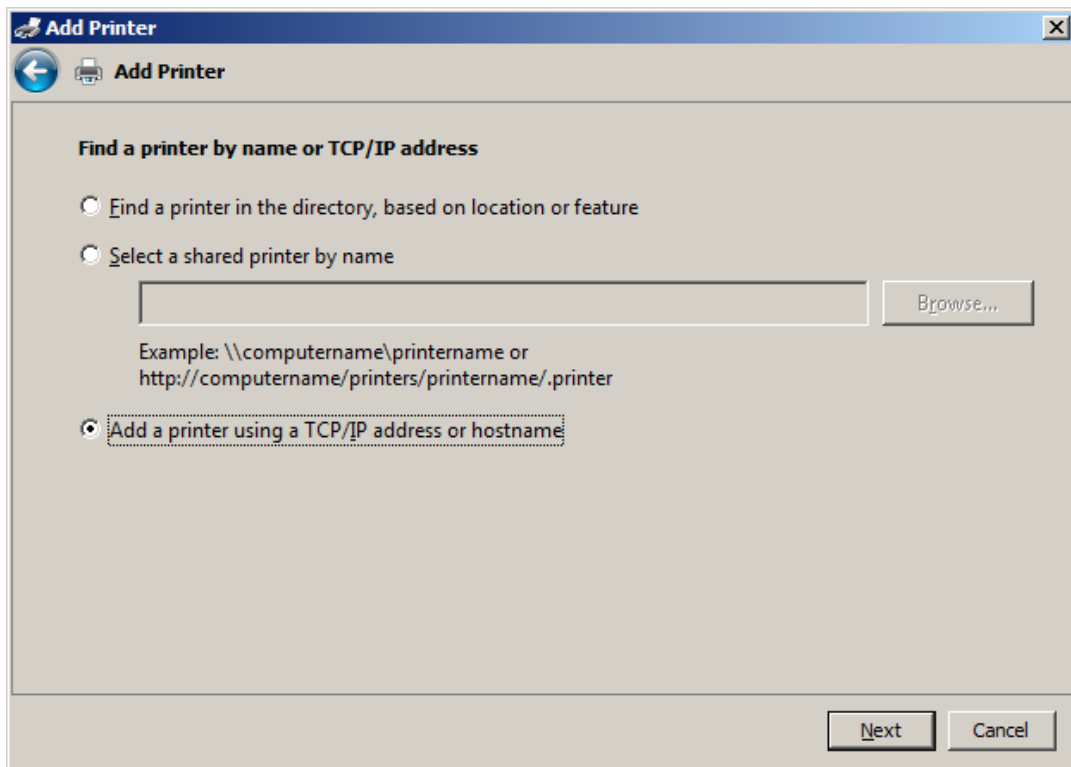 Add Printer
Add Printer
Find a printer by name or TCP/IP address
Find a printer in the directory, based on location or feature
Select a shared printer by name
Browse...
Example: \\computername\printername or
http://computername/printers/printername/.printer
Add a printer using a TCP/IP address or hostname
Next Cancel